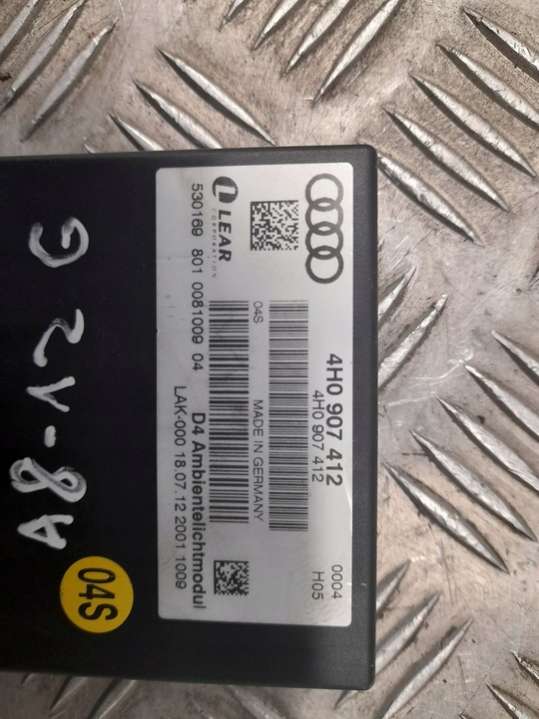 4H0 907 412
4H0 907 412
0004
H05
04S
MADE IN GERMANY
LEAR
CORPORATION
530169 801 0081009 04
D4 Ambientelichtmodul
LAK-000 18.07.12 2001 1009
04S
A8-12 G